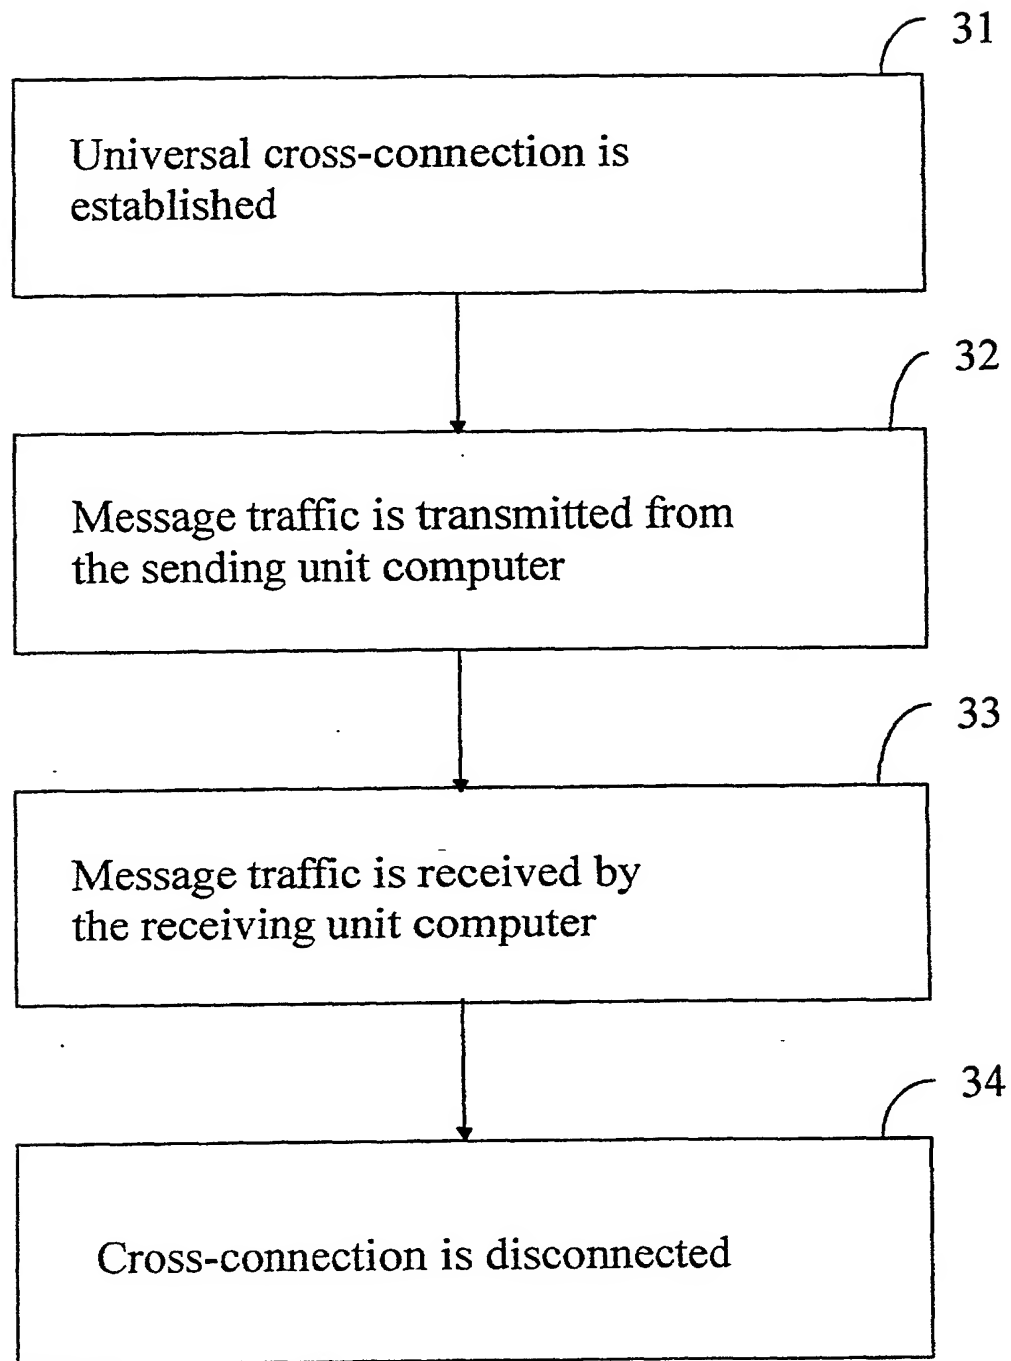 31
Universal cross-connection is
established
32
Message traffic is transmitted from
the sending unit computer
33
Message traffic is received by
the receiving unit computer
34
Cross-connection is disconnected